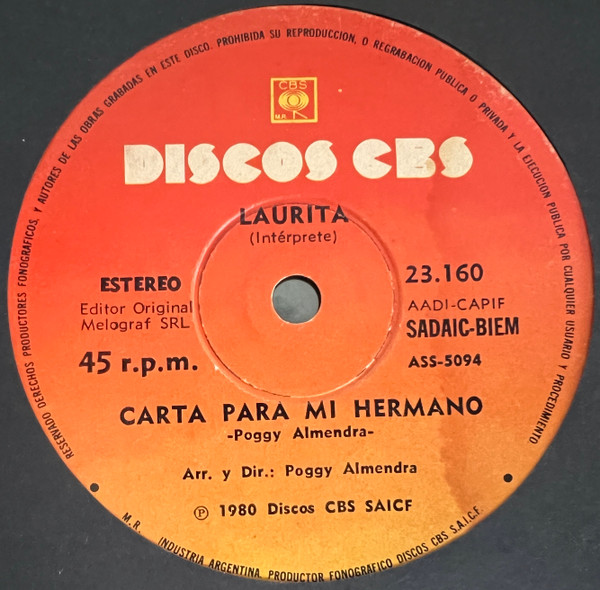 RESERVADO DERECHOS PRODUCTORES FONOGRAFICOS, Y AUTORES DE LAS OBRAS GRABADAS EN ESTE DISCO. PROHIBIDA SU REPRODUCCION, O REGRABACION PUBLICA O PRIVADA Y LA EJECUCION PUBLICA POR CUALQUIER USUARIO Y PROCEDIMIENTO
CBS
M.R.
DISCOS CBS
LAURITA
(Intérprete)
ESTEREO
23.160
Editor Original
Melograf SRL
AADI-CAPIF
SADAIC-BIEM
45 r.p.m.
ASS-5094
CARTA PARA MI HERMANO
-Poggy Almendra-
Arr. y Dir.: Poggy Almendra
Ⓟ 1980 Discos CBS SAICF
M. R. INDUSTRIA ARGENTINA. PRODUCTOR FONOGRAFICO DISCOS CBS S.A.I.C.F.